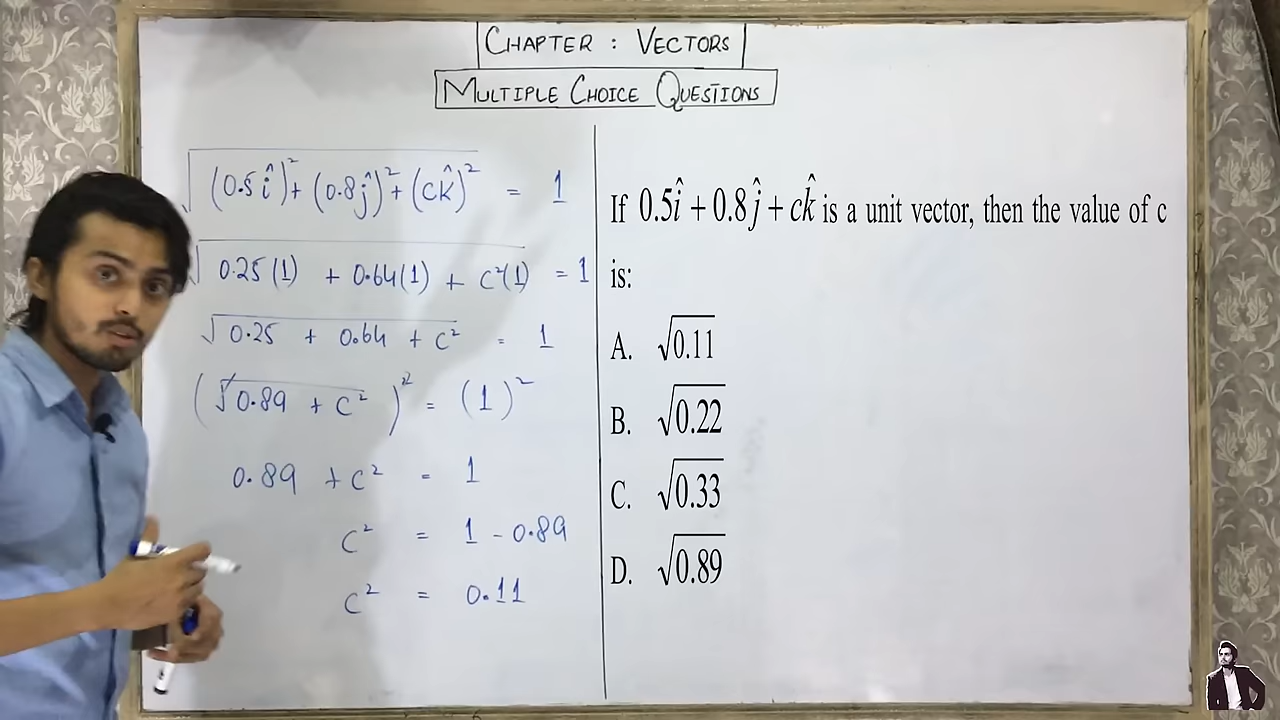 CHAPTER : VECTORS
MULTIPLE CHOICE QUESTIONS
√((0.5î)² + (0.8ĵ)² + (ck̂)²) = 1
√(0.25(1) + 0.64(1) + c²(1)) = 1
√(0.25 + 0.64 + c²) = 1
(√(0.89 + c²))² = (1)²
0.89 + c² = 1
c² = 1 - 0.89
c² = 0.11
If 0.5î + 0.8ĵ + ck̂ is a unit vector, then the value of c
is:
A. √0.11
B. √0.22
C. √0.33
D. √0.89